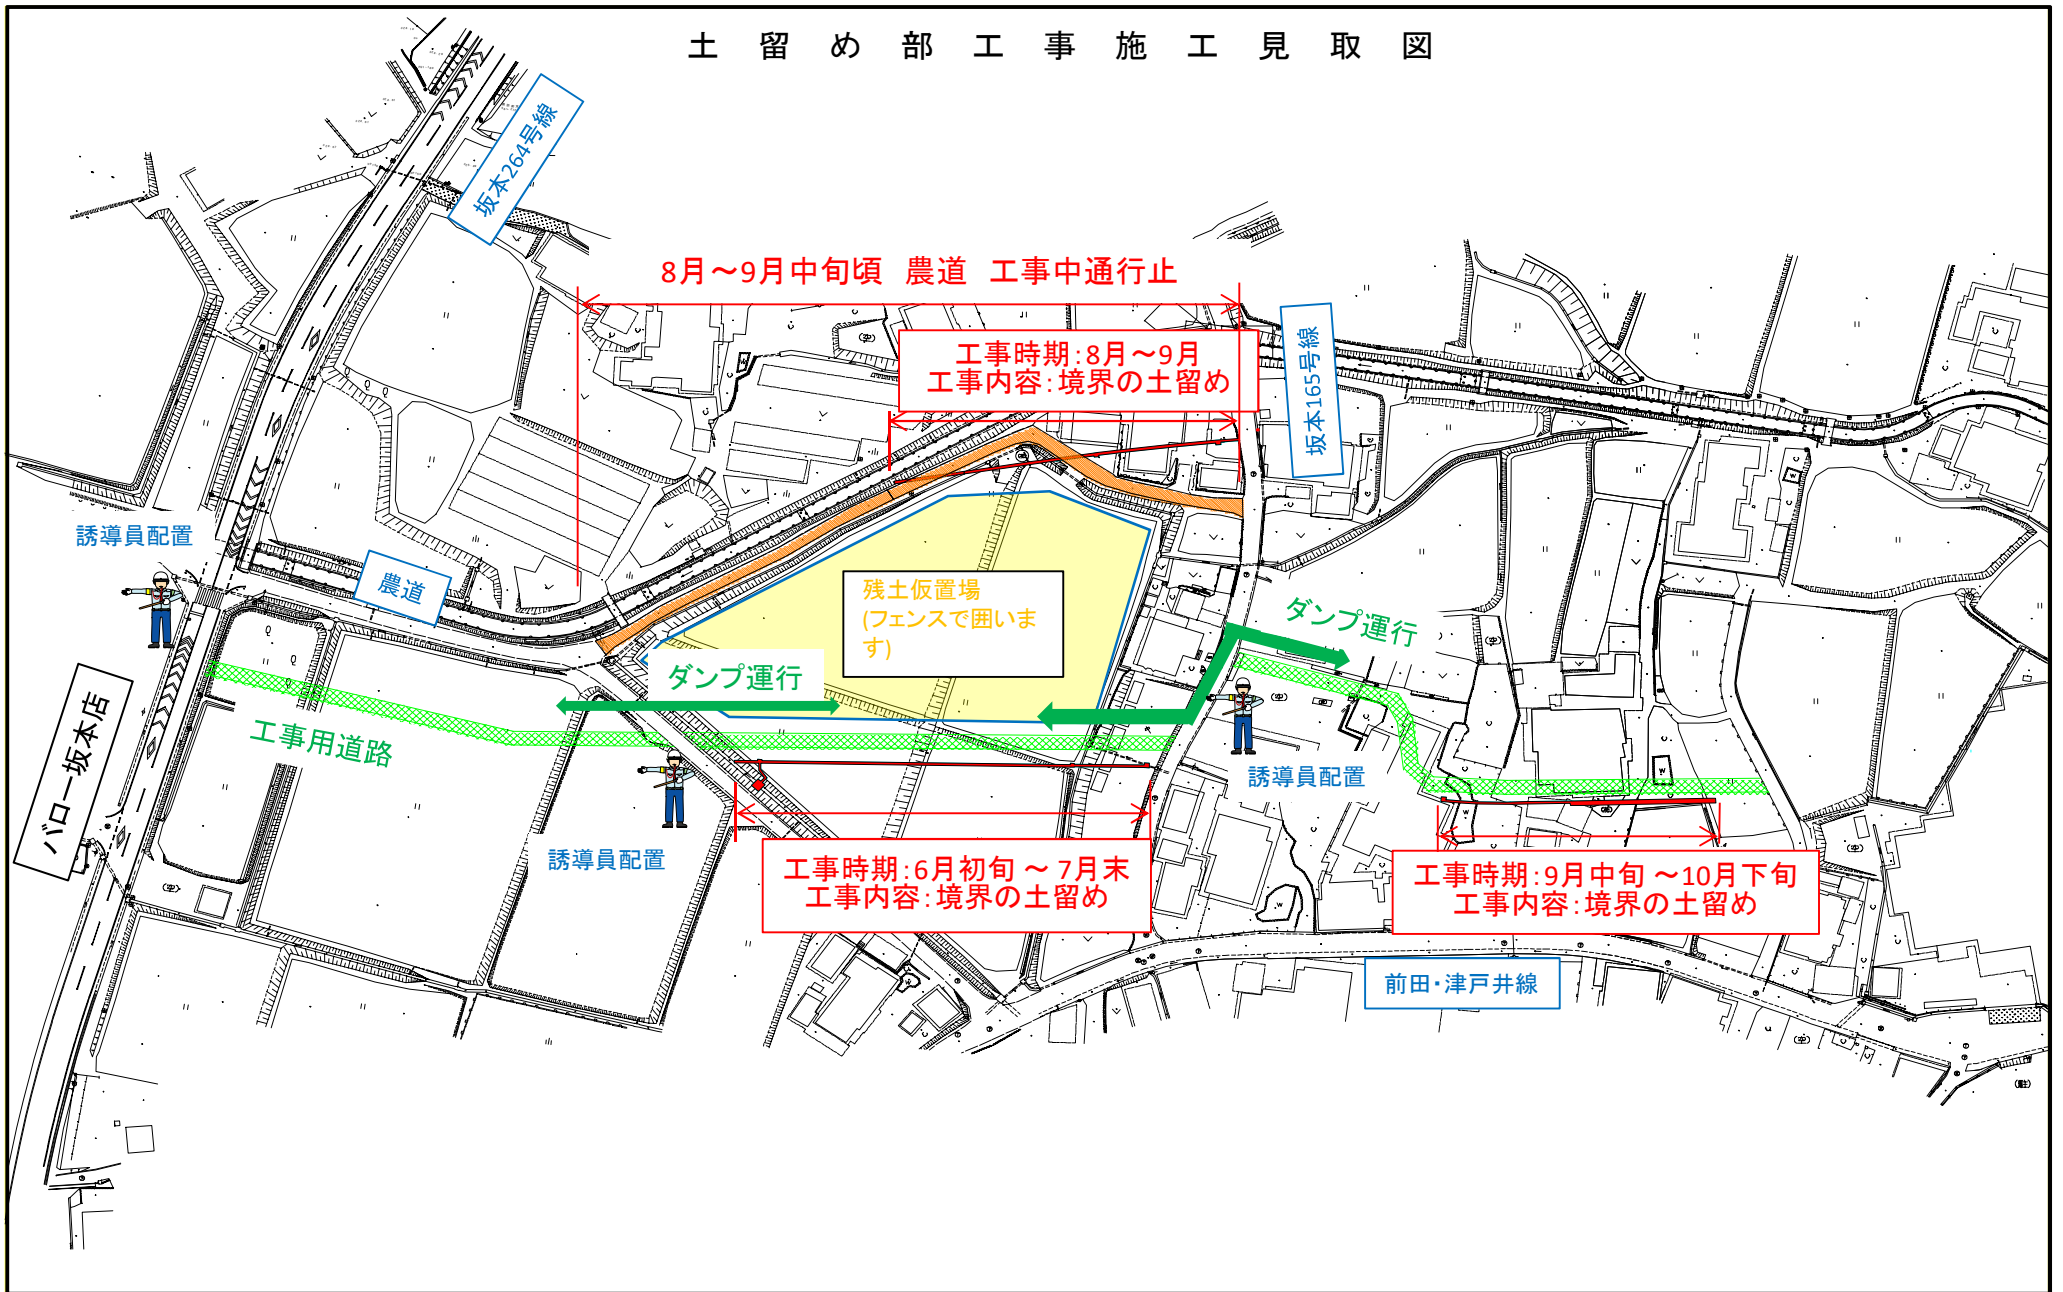 土留め部工事施工見取図
坂本264号線
8月～9月中旬頃　農道　工事中通行止
工事時期：8月～9月
工事内容：境界の土留め
坂本165号線
誘導員配置
農道
残土仮置場
(フェンスで囲いま
す)
ダンプ運行
ダンプ運行
バロー坂本店
工事用道路
誘導員配置
誘導員配置
工事時期：6月初旬 ～ 7月末
工事内容：境界の土留め
工事時期：9月中旬 ～10月下旬
工事内容：境界の土留め
前田・津戸井線